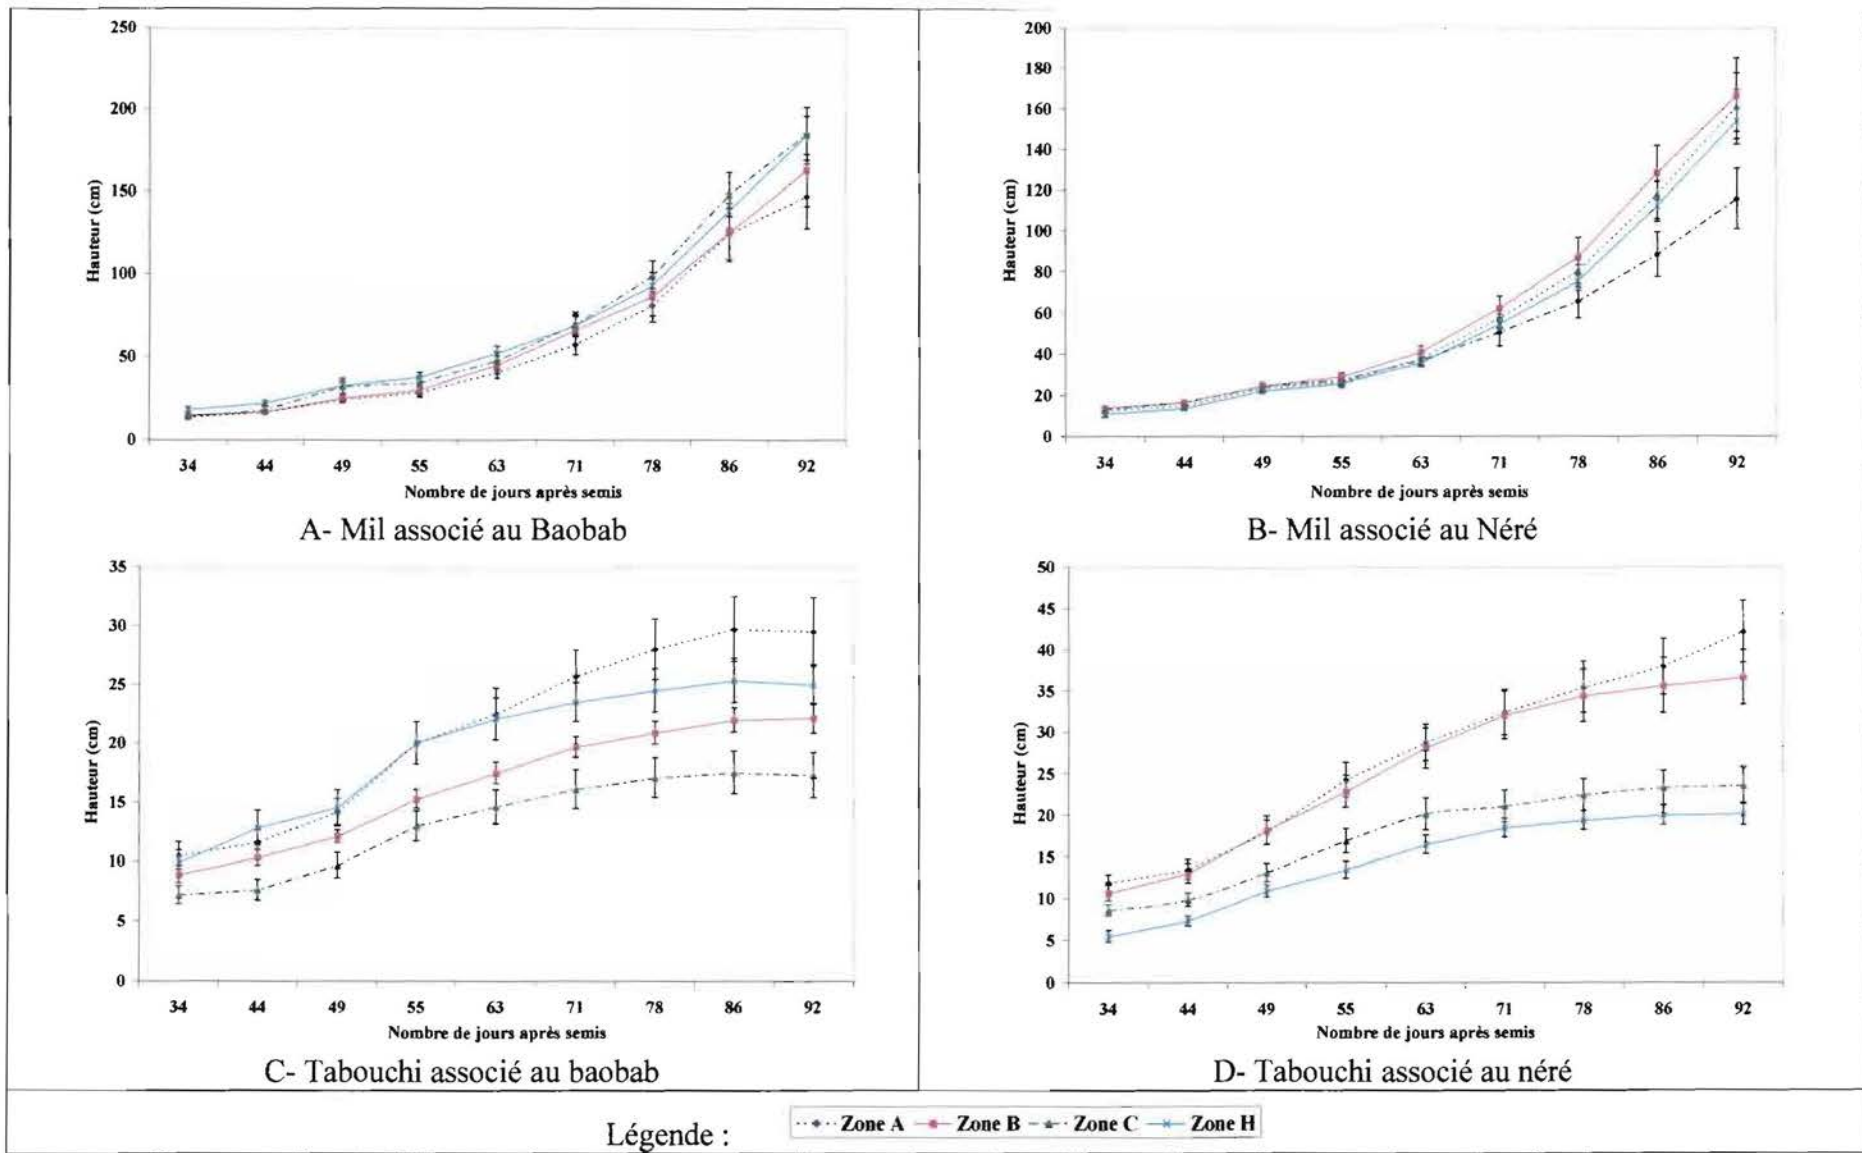 250
200
150
100
50
0
Hauteur (cm)
34 44 49 55 63 71 78 86 92
Nombre de jours après semis
A- Mil associé au Baobab
200
180
160
140
120
100
80
60
40
20
0
Hauteur (cm)
34 44 49 55 63 71 78 86 92
Nombre de jours après semis
B- Mil associé au Néré
35
30
25
20
15
10
5
0
Hauteur (cm)
34 44 49 55 63 71 78 86 92
Nombre de jours après semis
C- Tabouchi associé au baobab
50
45
40
35
30
25
20
15
10
5
0
Hauteur (cm)
34 44 49 55 63 71 78 86 92
Nombre de jours après semis
D- Tabouchi associé au néré
Légende : Zone A Zone B Zone C Zone H